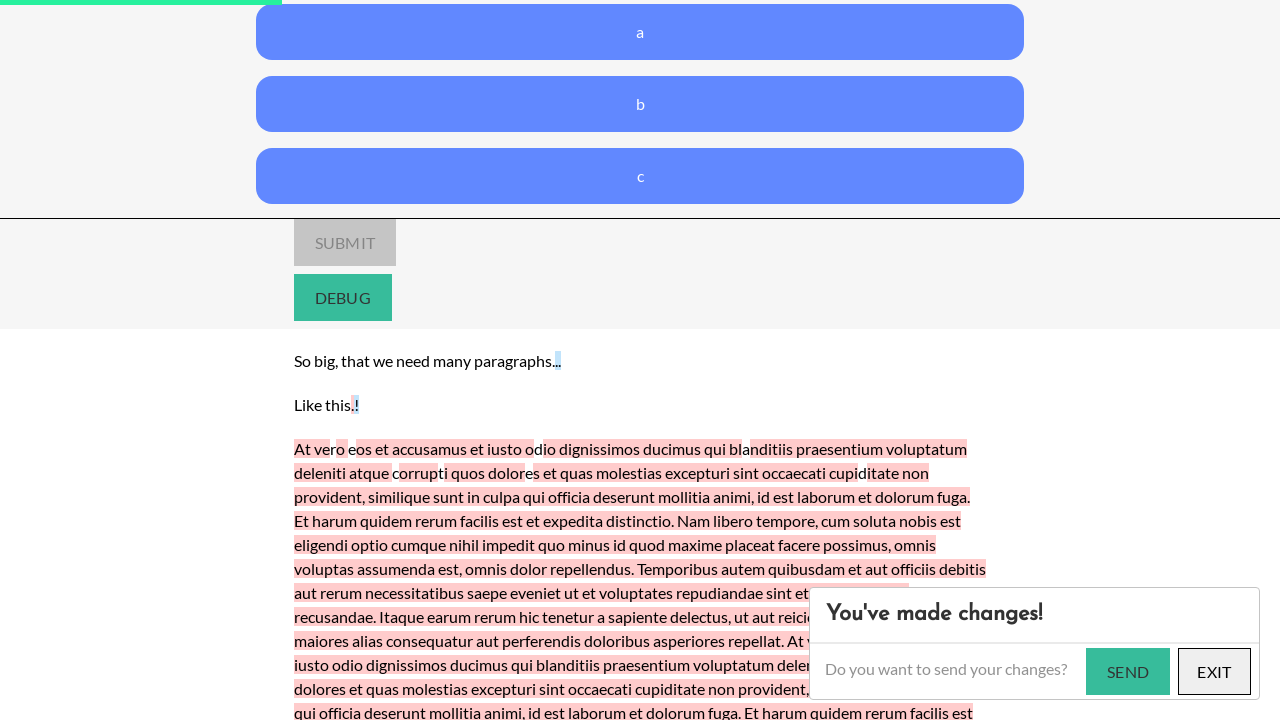 a
b
c
SUBMIT
DEBUG
So big, that we need many paragraphs...
Like this.!
At vero eos et accusamus et iusto odio dignissimos ducimus qui blanditiis praesentium voluptatum
deleniti atque corrupti quos dolores et quas molestias excepturi sint occaecati cupiditate non
provident, similique sunt in culpa qui officia deserunt mollitia animi, id est laborum et dolorum fuga.
Et harum quidem rerum facilis est et expedita distinctio. Nam libero tempore, cum soluta nobis est
eligendi optio cumque nihil impedit quo minus id quod maxime placeat facere possimus, omnis
voluptas assumenda est, omnis dolor repellendus. Temporibus autem quibusdam et aut officiis debitis
aut rerum necessitatibus saepe eveniet ut et voluptates repudiandae sint et
recusandae. Itaque earum rerum hic tenetur a sapiente delectus, ut aut
maiores alias consequatur aut perferendis doloribus asperiores repellat. At
iusto odio dignissimos ducimus qui blanditiis praesentium voluptatum
dolores et quas molestias excepturi sint occaecati cupiditate non provident,
qui officia deserunt mollitia animi, id est laborum et dolorum fuga. Et harum quidem rerum facilis est
You've made changes!
Do you want to send your changes?
SEND
EXIT